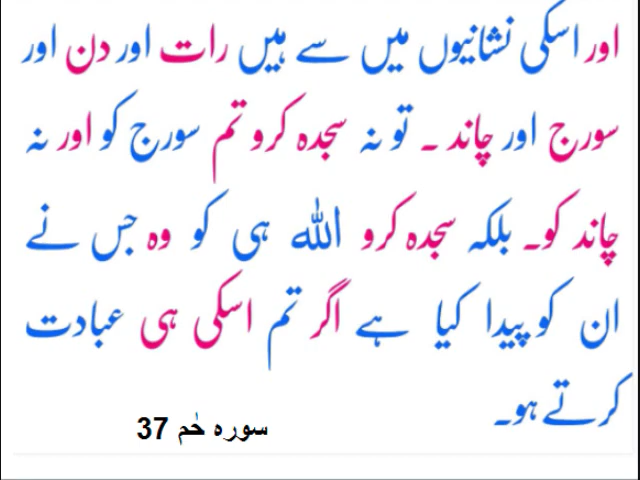 اور اسکی نشانیوں میں سے ہیں رات اور دن اور
سورج اور چاند ۔ تو نہ سجدہ کرو تم سورج کو اور نہ
چاند کو۔ بلکہ سجدہ کرو اللہ ہی کو وہ جس نے
ان کو پیدا کیا ہے اگر تم اسکی ہی عبادت
کرتے ہو۔
سورہ حٰم 37